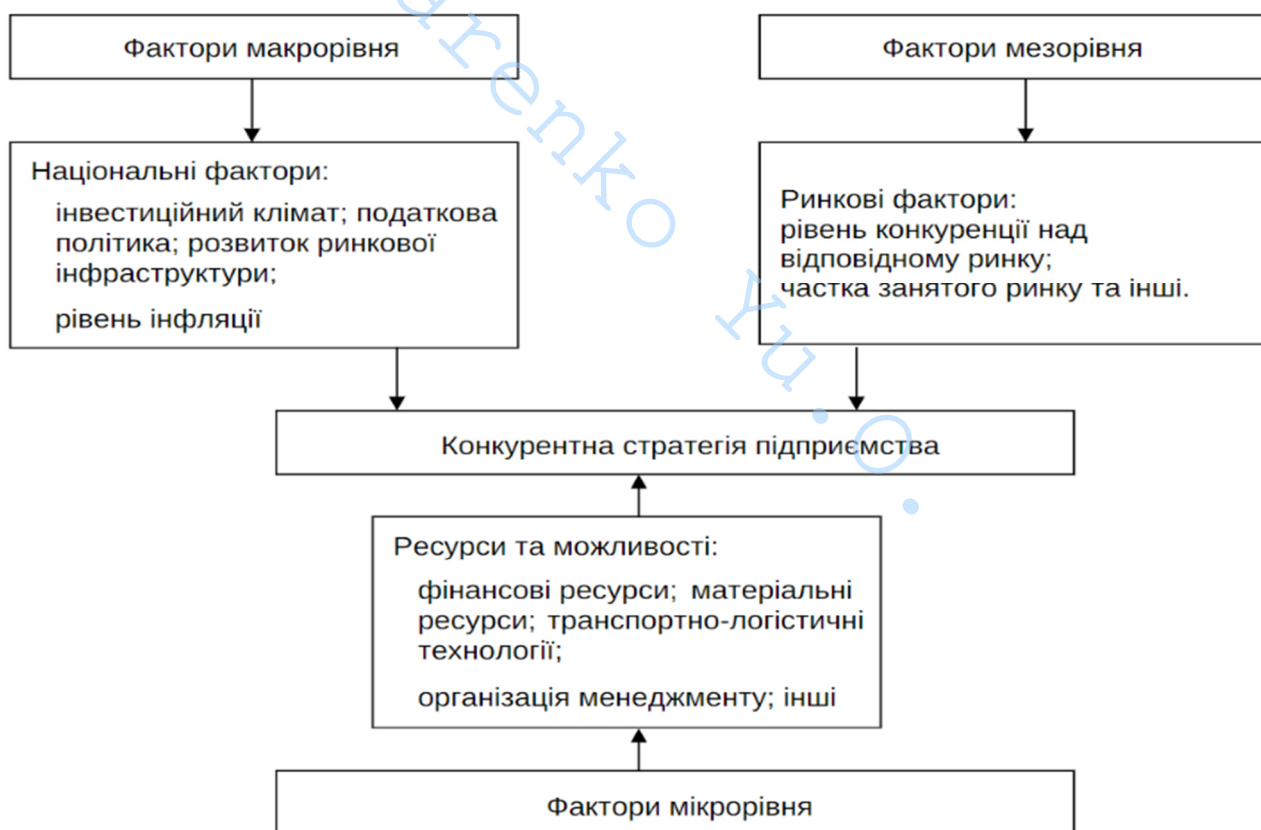 Фактори макрорівня
Фактори мезорівня
Національні фактори:
інвестиційний клімат; податкова
політика; розвиток ринкової
інфраструктури;
рівень інфляції
Ринкові фактори:
рівень конкуренції над
відповідному ринку;
частка занятого ринку та інші.
Конкурентна стратегія підприємства
Ресурси та можливості:
фінансові ресурси; матеріальні
ресурси; транспортно-логістичні
технології;
організація менеджменту; інші
Фактори мікрорівня
Yu.O.